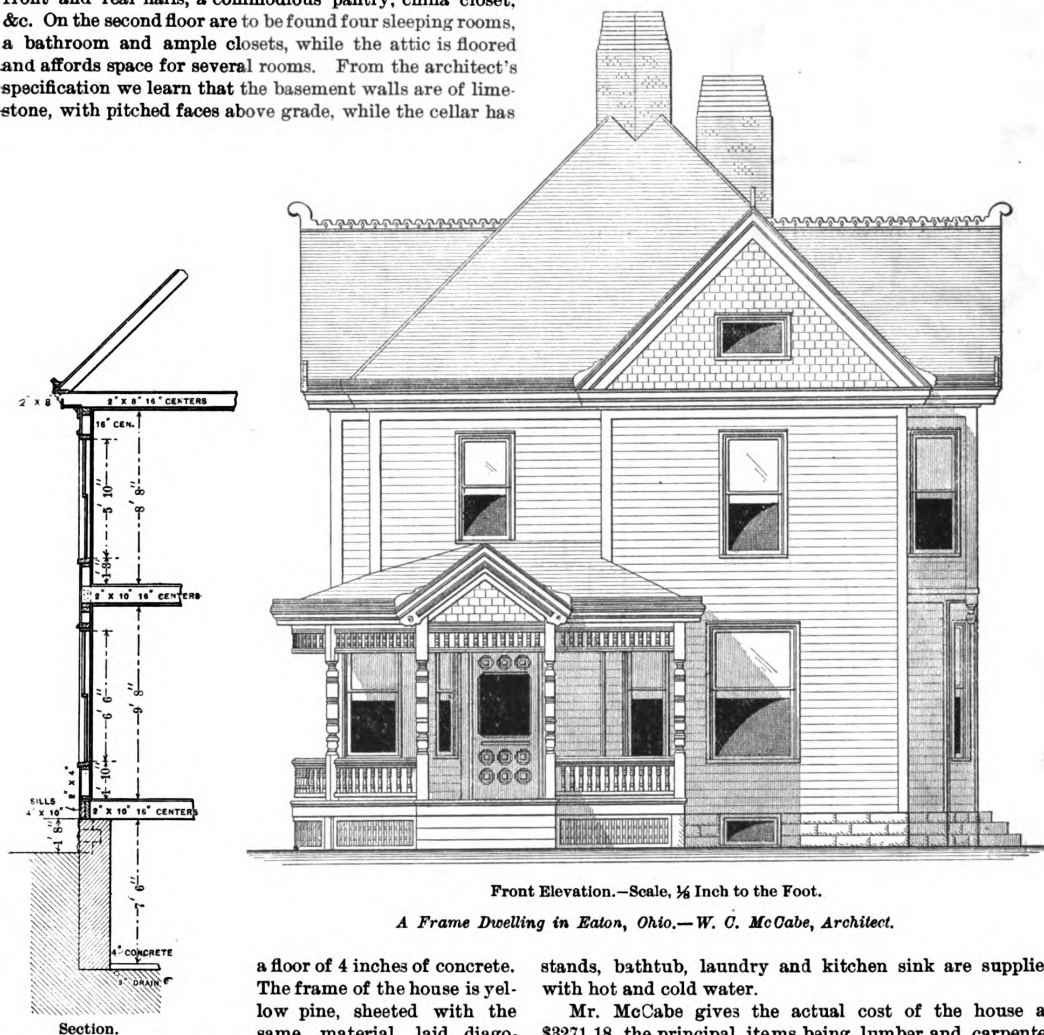 front and rear halls, a commodious pantry, china closet,
&c. On the second floor are to be found four sleeping rooms,
a bathroom and ample closets, while the attic is floored
and affords space for several rooms. From the architect's
specification we learn that the basement walls are of lime-
stone, with pitched faces above grade, while the cellar has
2" X 8"
2" X 8" 16" CENTERS
16" CEN.
5' 10"
8' 8"
1' 8"
2" X 10" 16" CENTERS
6' 6"
9' 8"
1' 10"
2" X 4"
SILLS
4" X 10"
2" X 10" 16" CENTERS
1' 8"
7' 6"
4" CONCRETE
3" DRAIN
Section.
Front Elevation.—Scale, ⅛ Inch to the Foot.
A Frame Dwelling in Eaton, Ohio.—W. C. McCabe, Architect.
a floor of 4 inches of concrete.
The frame of the house is yel-
low pine, sheeted with the
same material laid diago-
stands, bathtub, laundry and kitchen sink are supplie
with hot and cold water.
Mr. McCabe gives the actual cost of the house a
$3271.18, the principal items being lumber and carpente